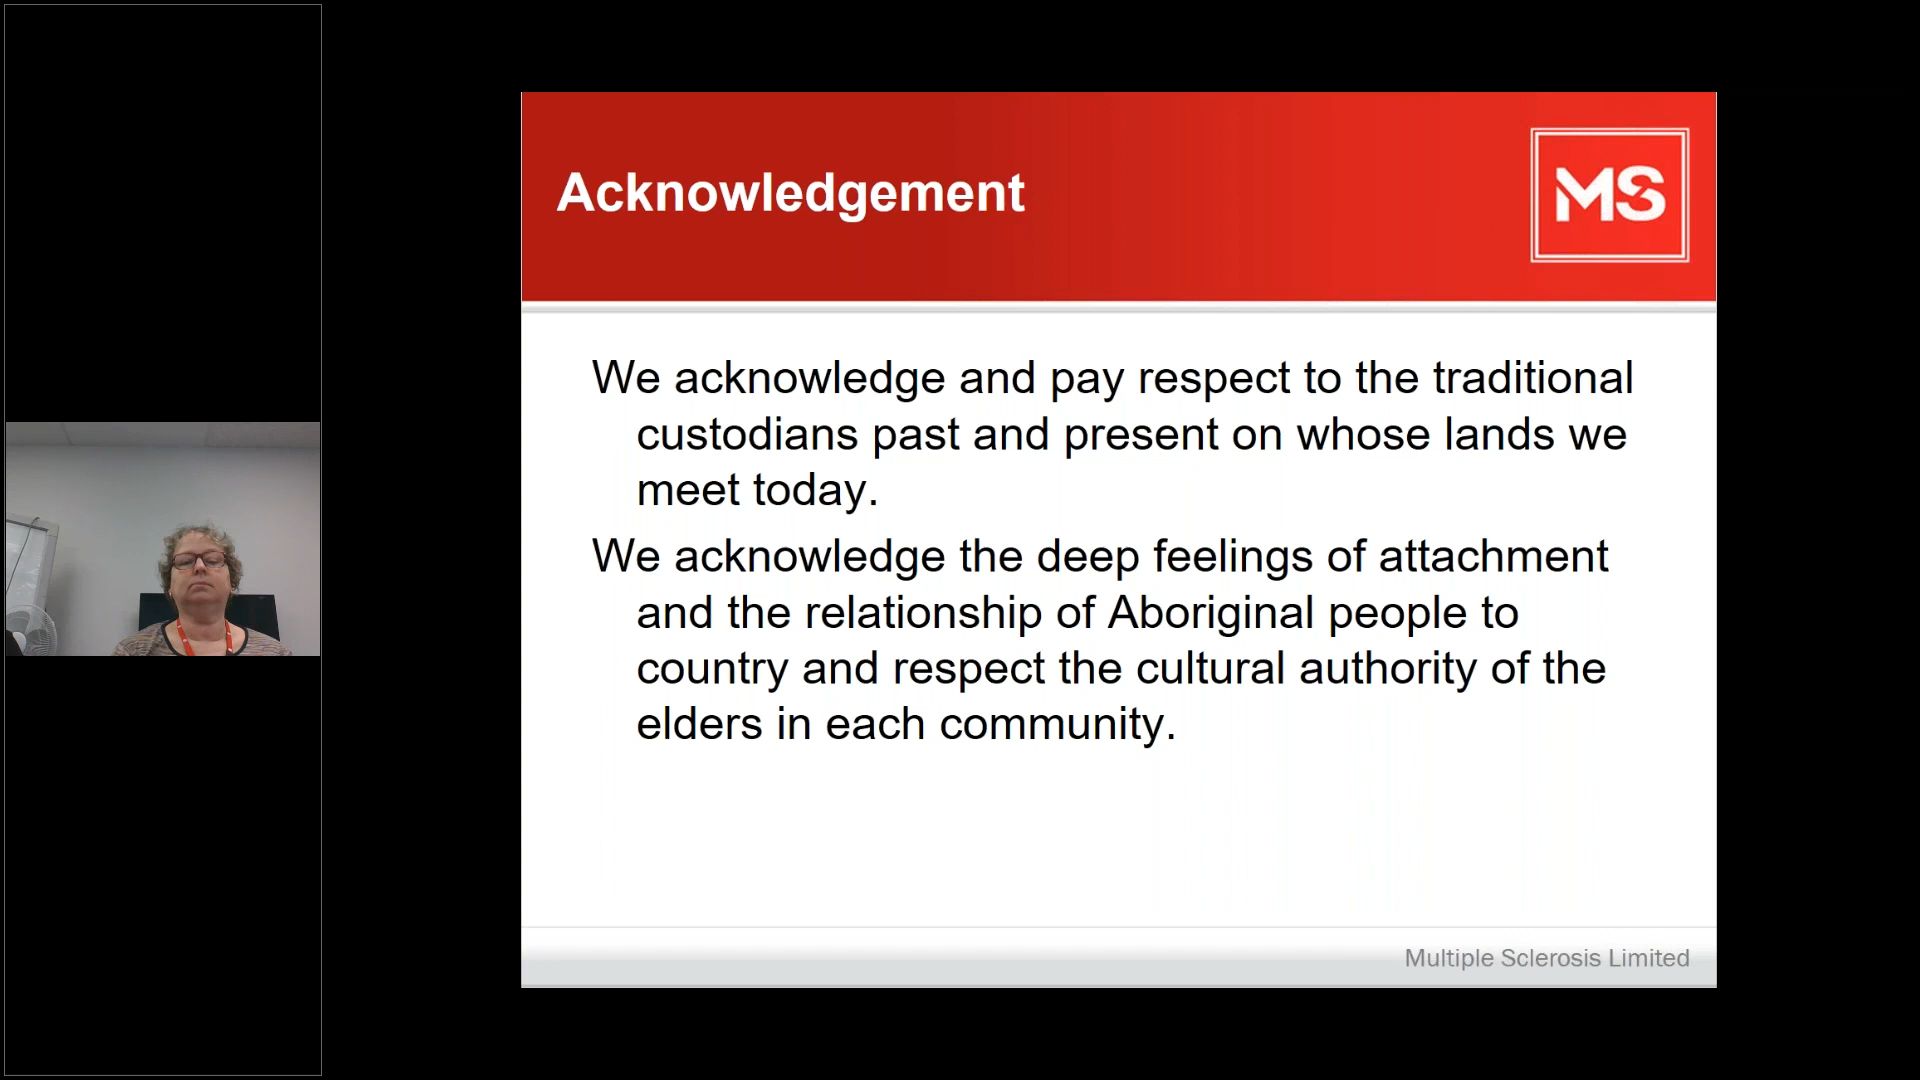 Acknowledgement
MS
We acknowledge and pay respect to the traditional
custodians past and present on whose lands we
meet today.
We acknowledge the deep feelings of attachment
and the relationship of Aboriginal people to
country and respect the cultural authority of the
elders in each community.
Multiple Sclerosis Limited